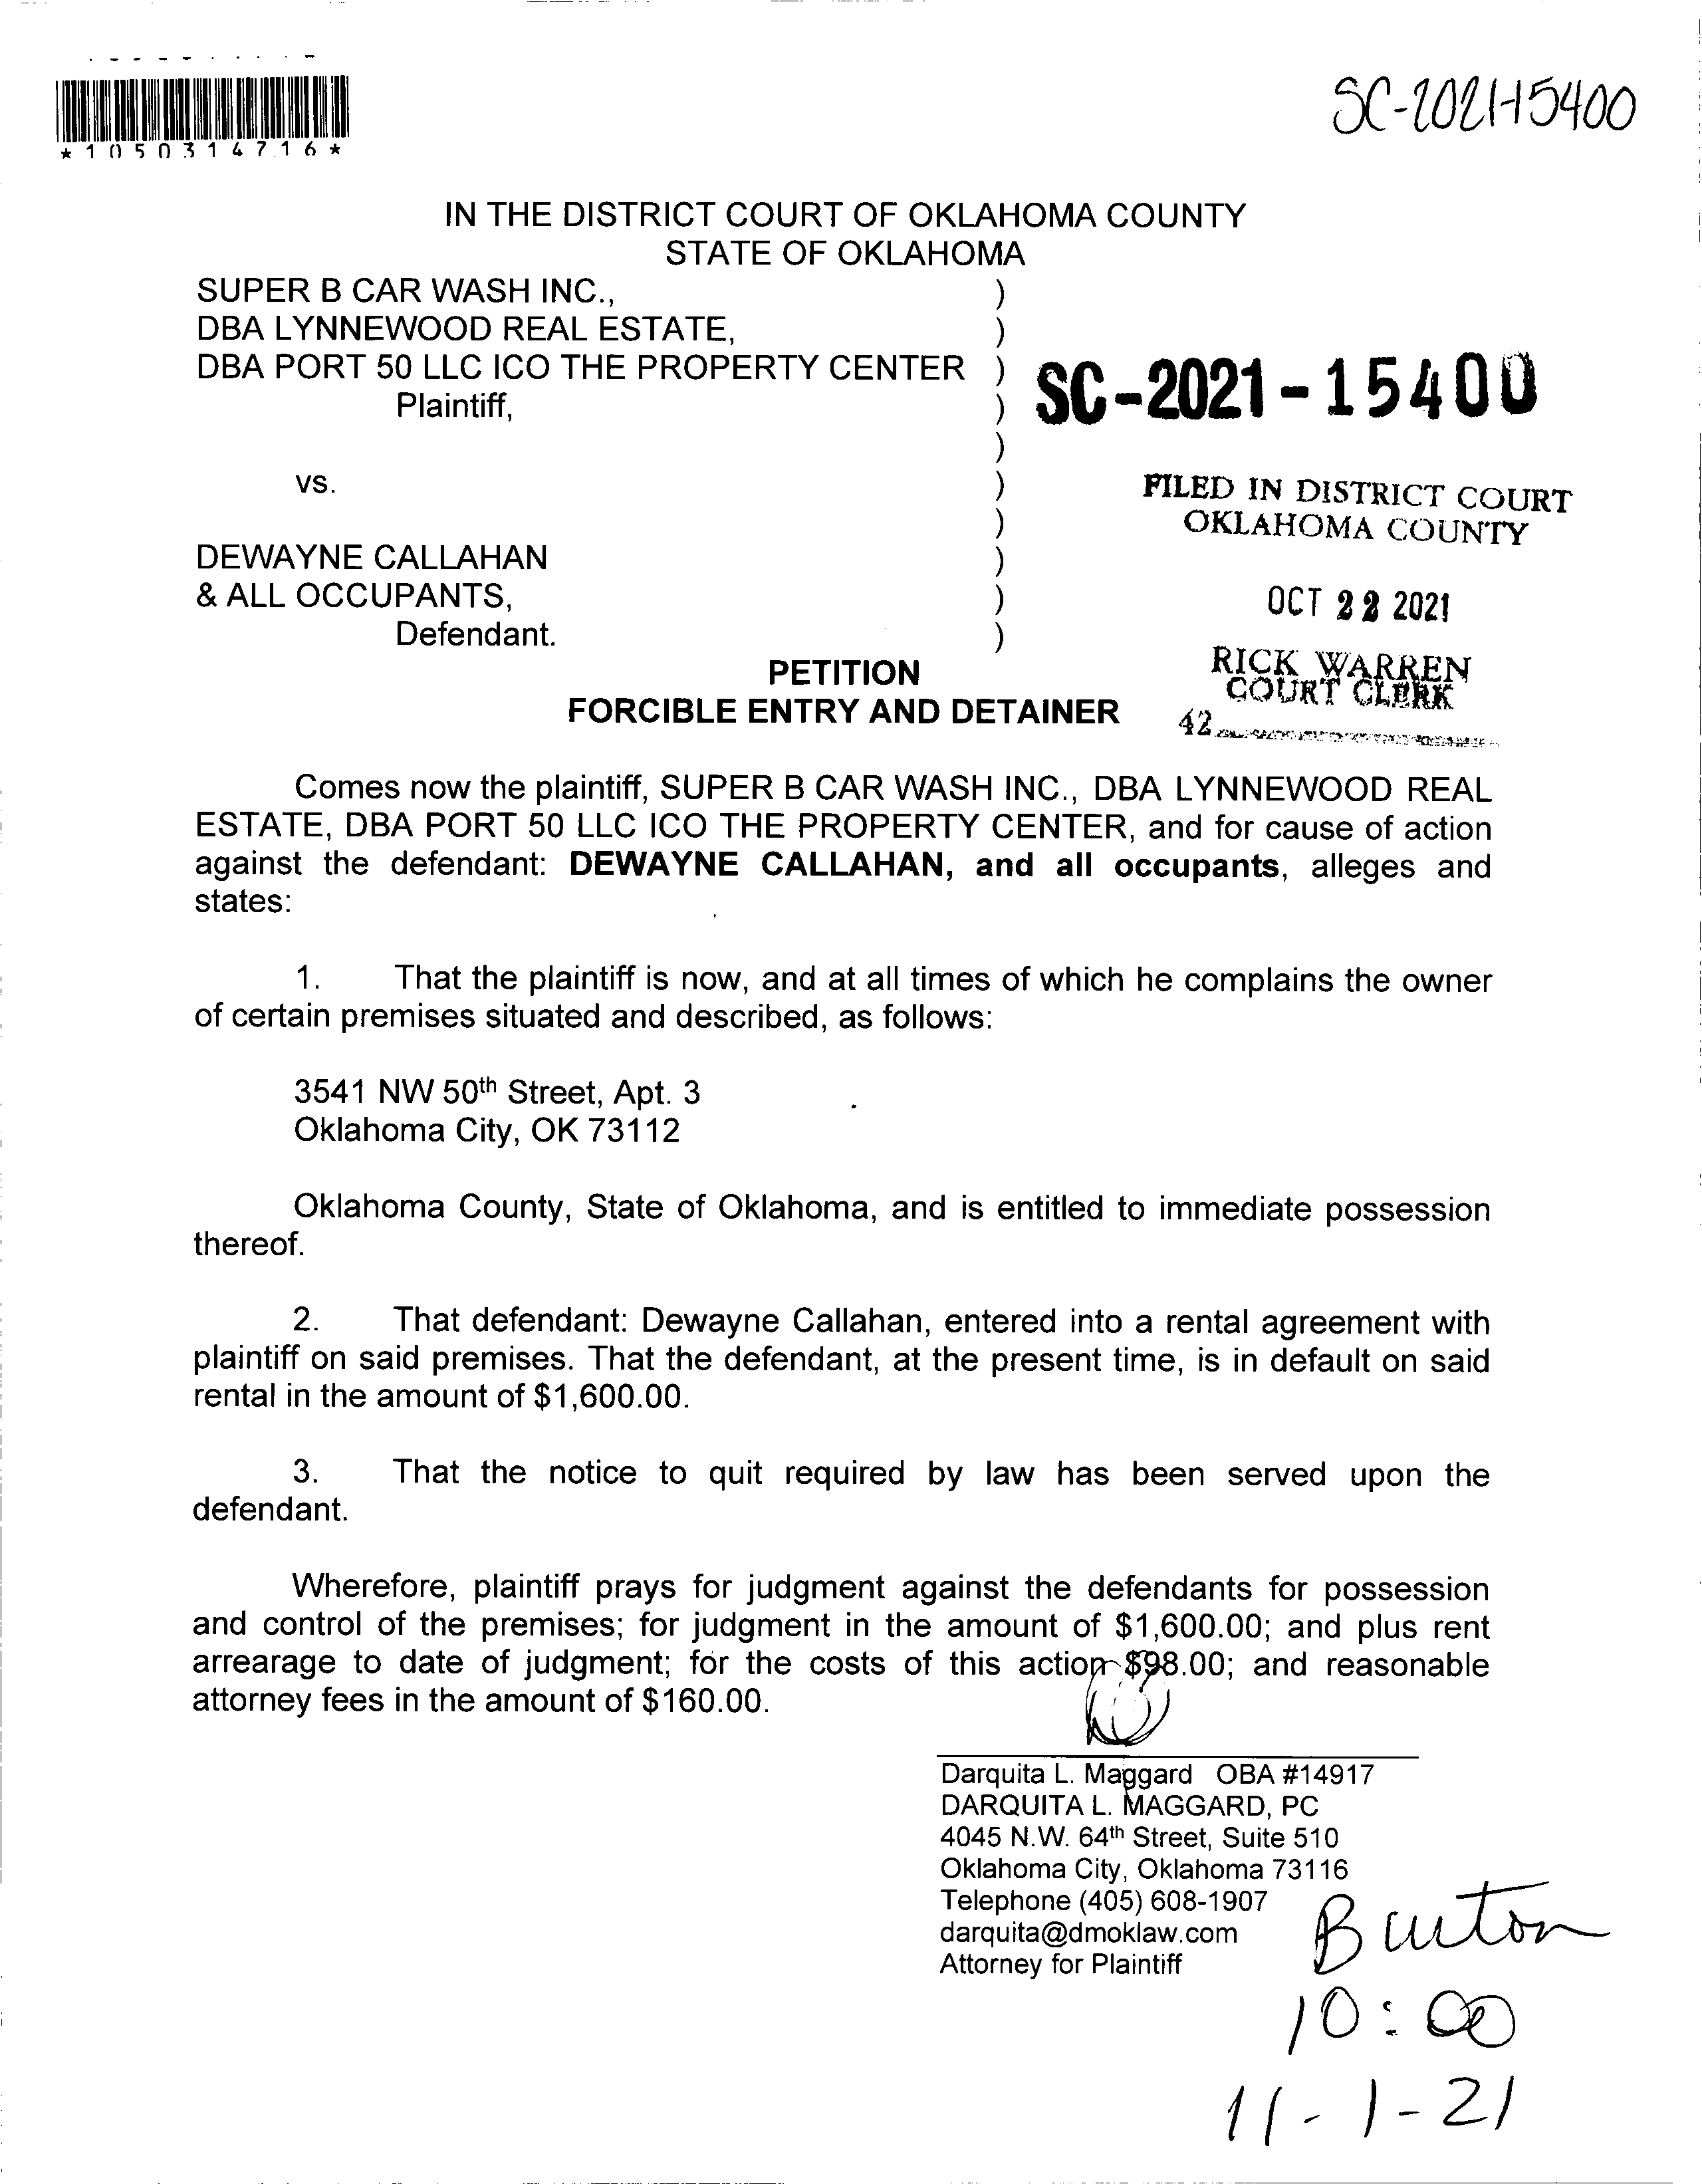 *1050314716*
SC-2021-15400
IN THE DISTRICT COURT OF OKLAHOMA COUNTY
STATE OF OKLAHOMA
SUPER B CAR WASH INC., )
DBA LYNNEWOOD REAL ESTATE, )
DBA PORT 50 LLC ICO THE PROPERTY CENTER )
Plaintiff, )
)
vs. )
)
DEWAYNE CALLAHAN )
& ALL OCCUPANTS, )
Defendant. )
SC-2021-15400
FILED IN DISTRICT COURT
OKLAHOMA COUNTY
OCT 22 2021
RICK WARREN
COURT CLERK
42
PETITION
FORCIBLE ENTRY AND DETAINER
Comes now the plaintiff, SUPER B CAR WASH INC., DBA LYNNEWOOD REAL
ESTATE, DBA PORT 50 LLC ICO THE PROPERTY CENTER, and for cause of action
against the defendant: DEWAYNE CALLAHAN, and all occupants, alleges and
states:
1. That the plaintiff is now, and at all times of which he complains the owner
of certain premises situated and described, as follows:
3541 NW 50th Street, Apt. 3
Oklahoma City, OK 73112
Oklahoma County, State of Oklahoma, and is entitled to immediate possession
thereof.
2. That defendant: Dewayne Callahan, entered into a rental agreement with
plaintiff on said premises. That the defendant, at the present time, is in default on said
rental in the amount of $1,600.00.
3. That the notice to quit required by law has been served upon the
defendant.
Wherefore, plaintiff prays for judgment against the defendants for possession
and control of the premises; for judgment in the amount of $1,600.00; and plus rent
arrearage to date of judgment; for the costs of this action $98.00; and reasonable
attorney fees in the amount of $160.00.
Darquita L. Maggard OBA #14917
DARQUITA L. MAGGARD, PC
4045 N.W. 64th Street, Suite 510
Oklahoma City, Oklahoma 73116
Telephone (405) 608-1907
darquita@dmoklaw.com
Attorney for Plaintiff
10:00
11-1-21